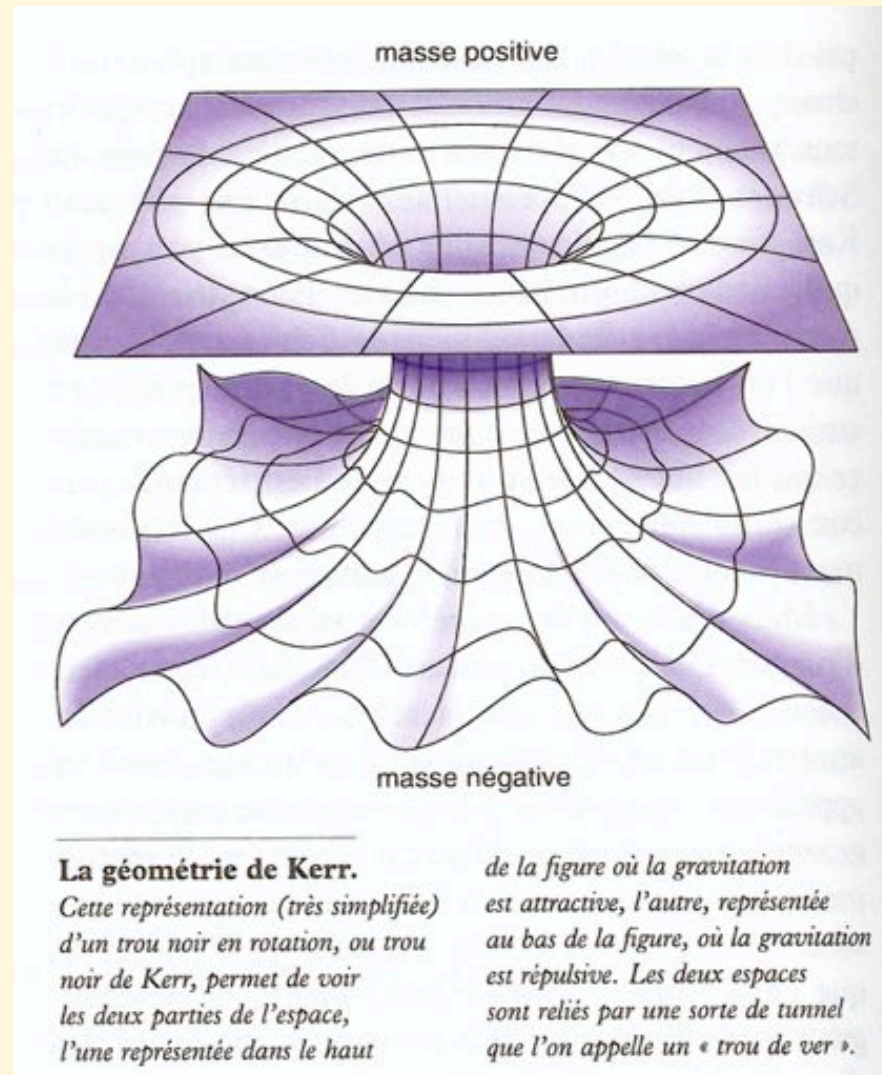 masse positive
masse négative
La géométrie de Kerr.
Cette représentation (très simplifiée)
d'un trou noir en rotation, ou trou
noir de Kerr, permet de voir
les deux parties de l'espace,
l'une représentée dans le haut
de la figure où la gravitation
est attractive, l'autre, représentée
au bas de la figure, où la gravitation
est répulsive. Les deux espaces
sont reliés par une sorte de tunnel
que l'on appelle un « trou de ver ».